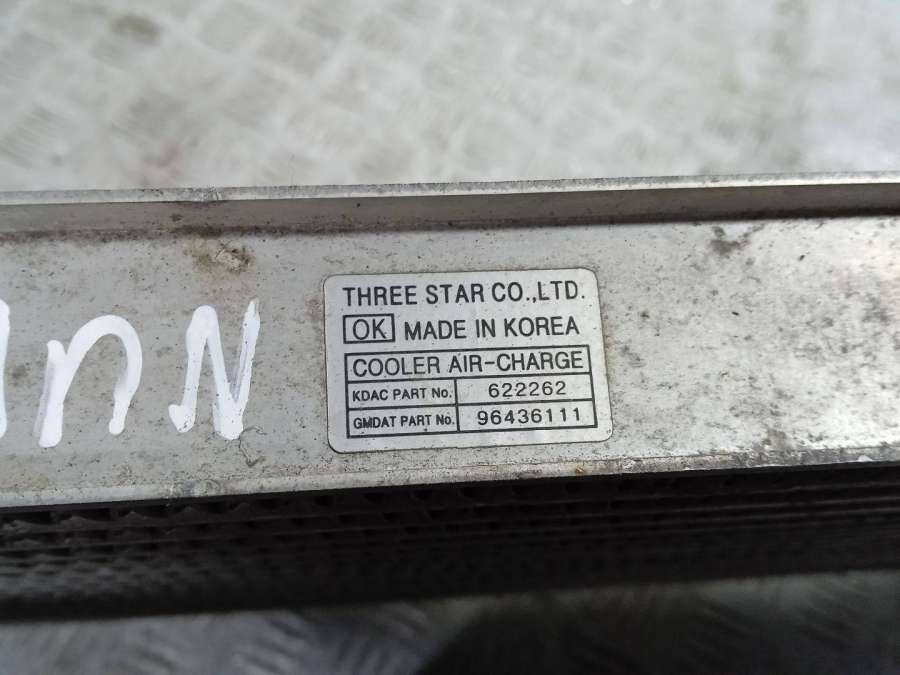 THREE STAR CO.,LTD.
OK MADE IN KOREA
COOLER AIR-CHARGE
KDAC PART No. 622262
GMDAT PART No. 96436111